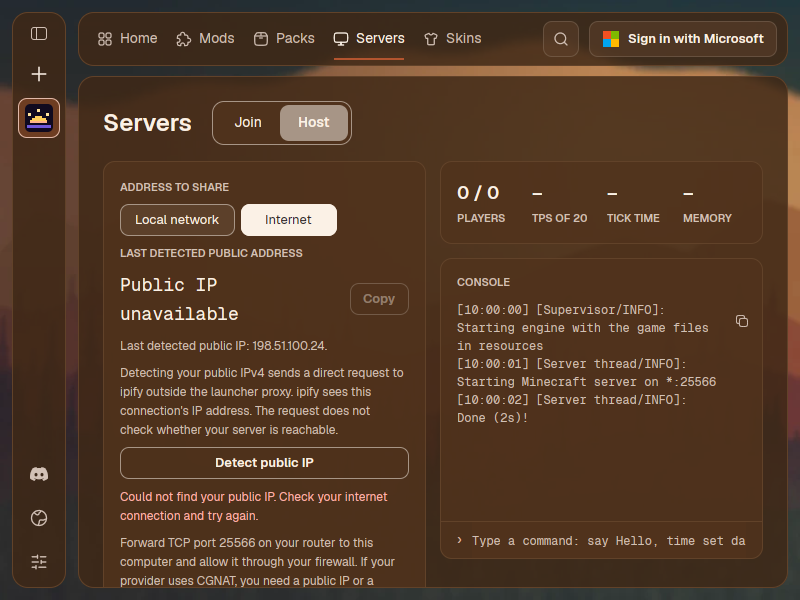 Home
Mods
Packs
Servers
Skins
Sign in with Microsoft
Servers
Join
Host
ADDRESS TO SHARE
Local network
Internet
LAST DETECTED PUBLIC ADDRESS
Public IP
unavailable
Copy
Last detected public IP: 198.51.100.24.
Detecting your public IPv4 sends a direct request to
ipify outside the launcher proxy. ipify sees this
connection's IP address. The request does not
check whether your server is reachable.
Detect public IP
Could not find your public IP. Check your internet
connection and try again.
Forward TCP port 25566 on your router to this
computer and allow it through your firewall. If your
provider uses CGNAT, you need a public IP or a
0 / 0
PLAYERS
–
TPS OF 20
–
TICK TIME
–
MEMORY
CONSOLE
[10:00:00] [Supervisor/INFO]:
Starting engine with the game files
in resources
[10:00:01] [Server thread/INFO]:
Starting Minecraft server on *:25566
[10:00:02] [Server thread/INFO]:
Done (2s)!
› Type a command: say Hello, time set da